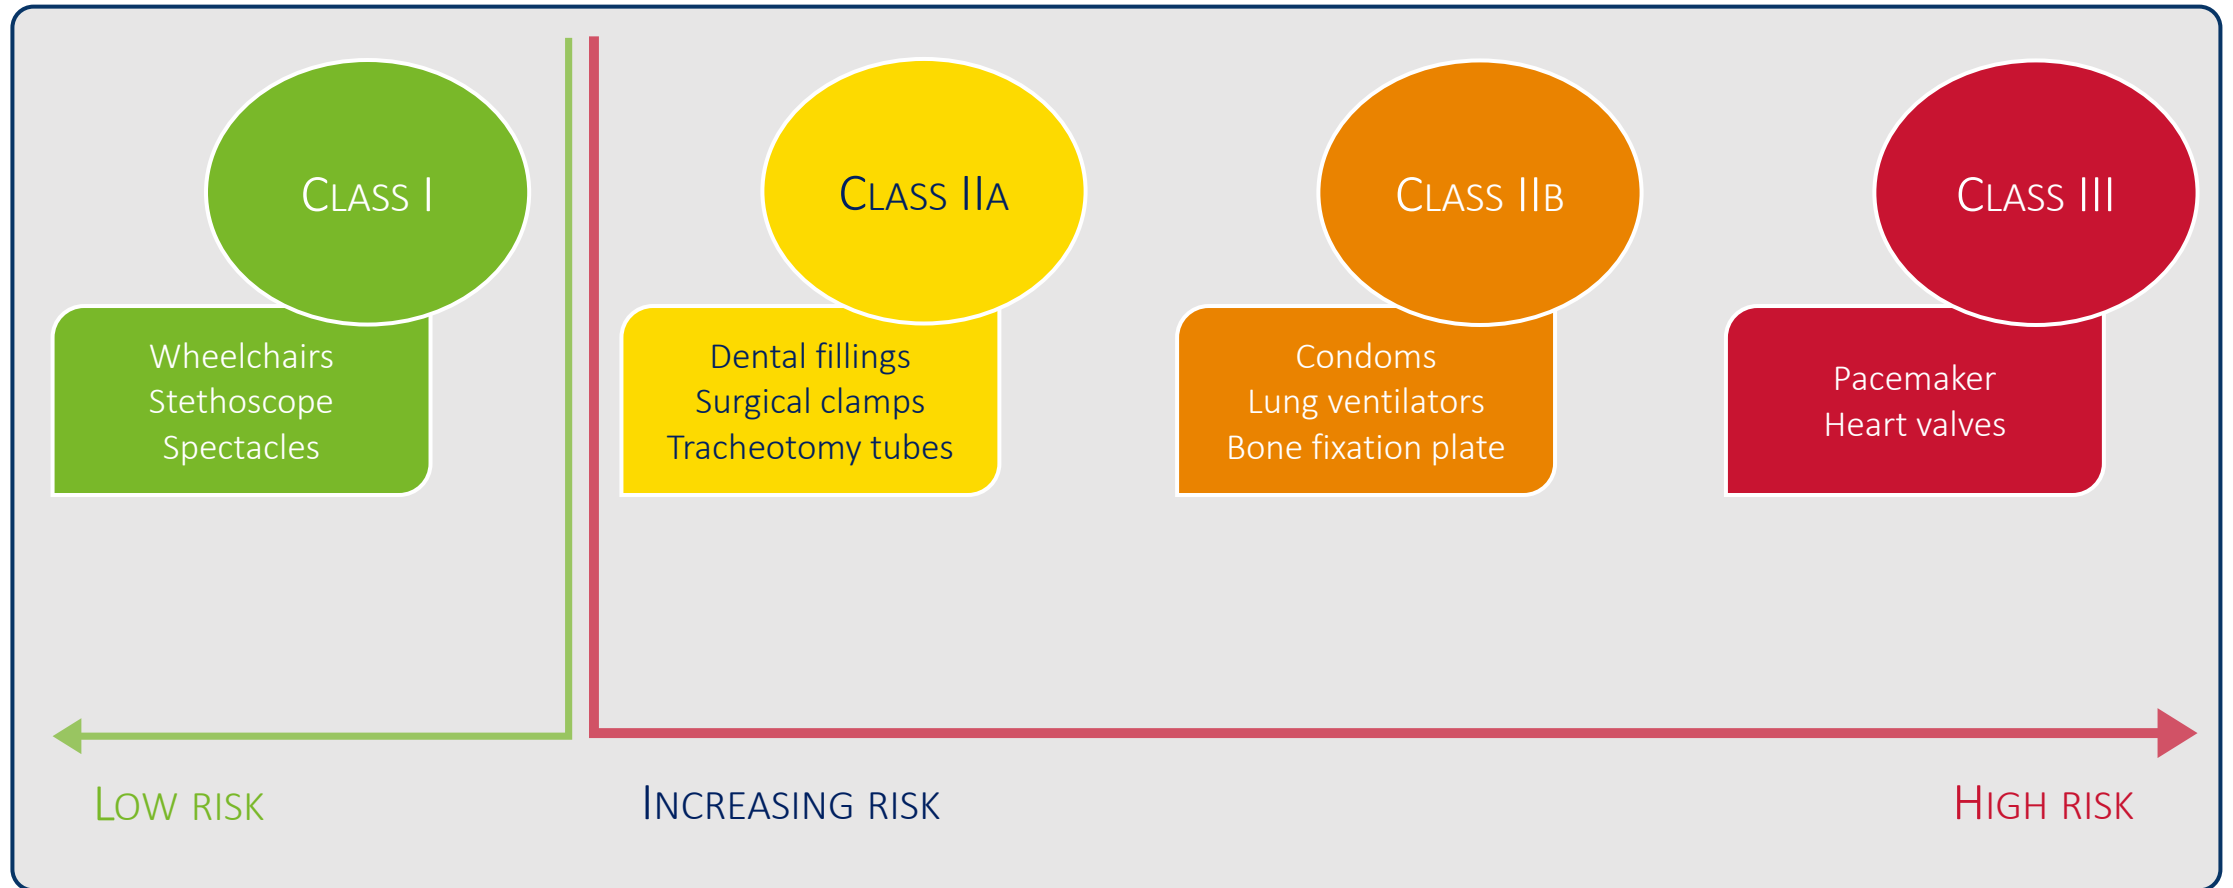 Class I
Wheelchairs
Stethoscope
Spectacles
Class IIa
Dental fillings
Surgical clamps
Tracheotomy tubes
Class IIb
Condoms
Lung ventilators
Bone fixation plate
Class III
Pacemaker
Heart valves
Low risk
Increasing risk
High risk